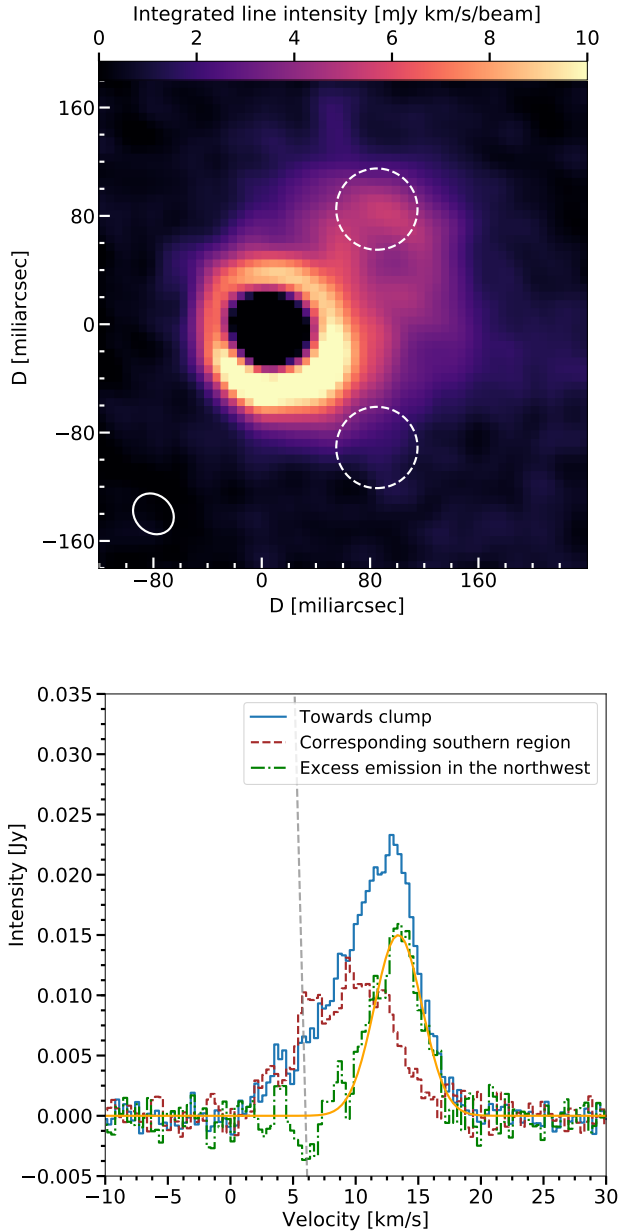 Integrated line intensity [mJy km/s/beam]
0 2 4 6 8 10
160
80
0
−80
−160
D [miliarcsec]
−80 0 80 160
D [miliarcsec]
0.035
0.030
0.025
0.020
0.015
0.010
0.005
0.000
−0.005
Intensity [Jy]
Towards clump
Corresponding southern region
Excess emission in the northwest
−10 −5 0 5 10 15 20 25 30
Velocity [km/s]